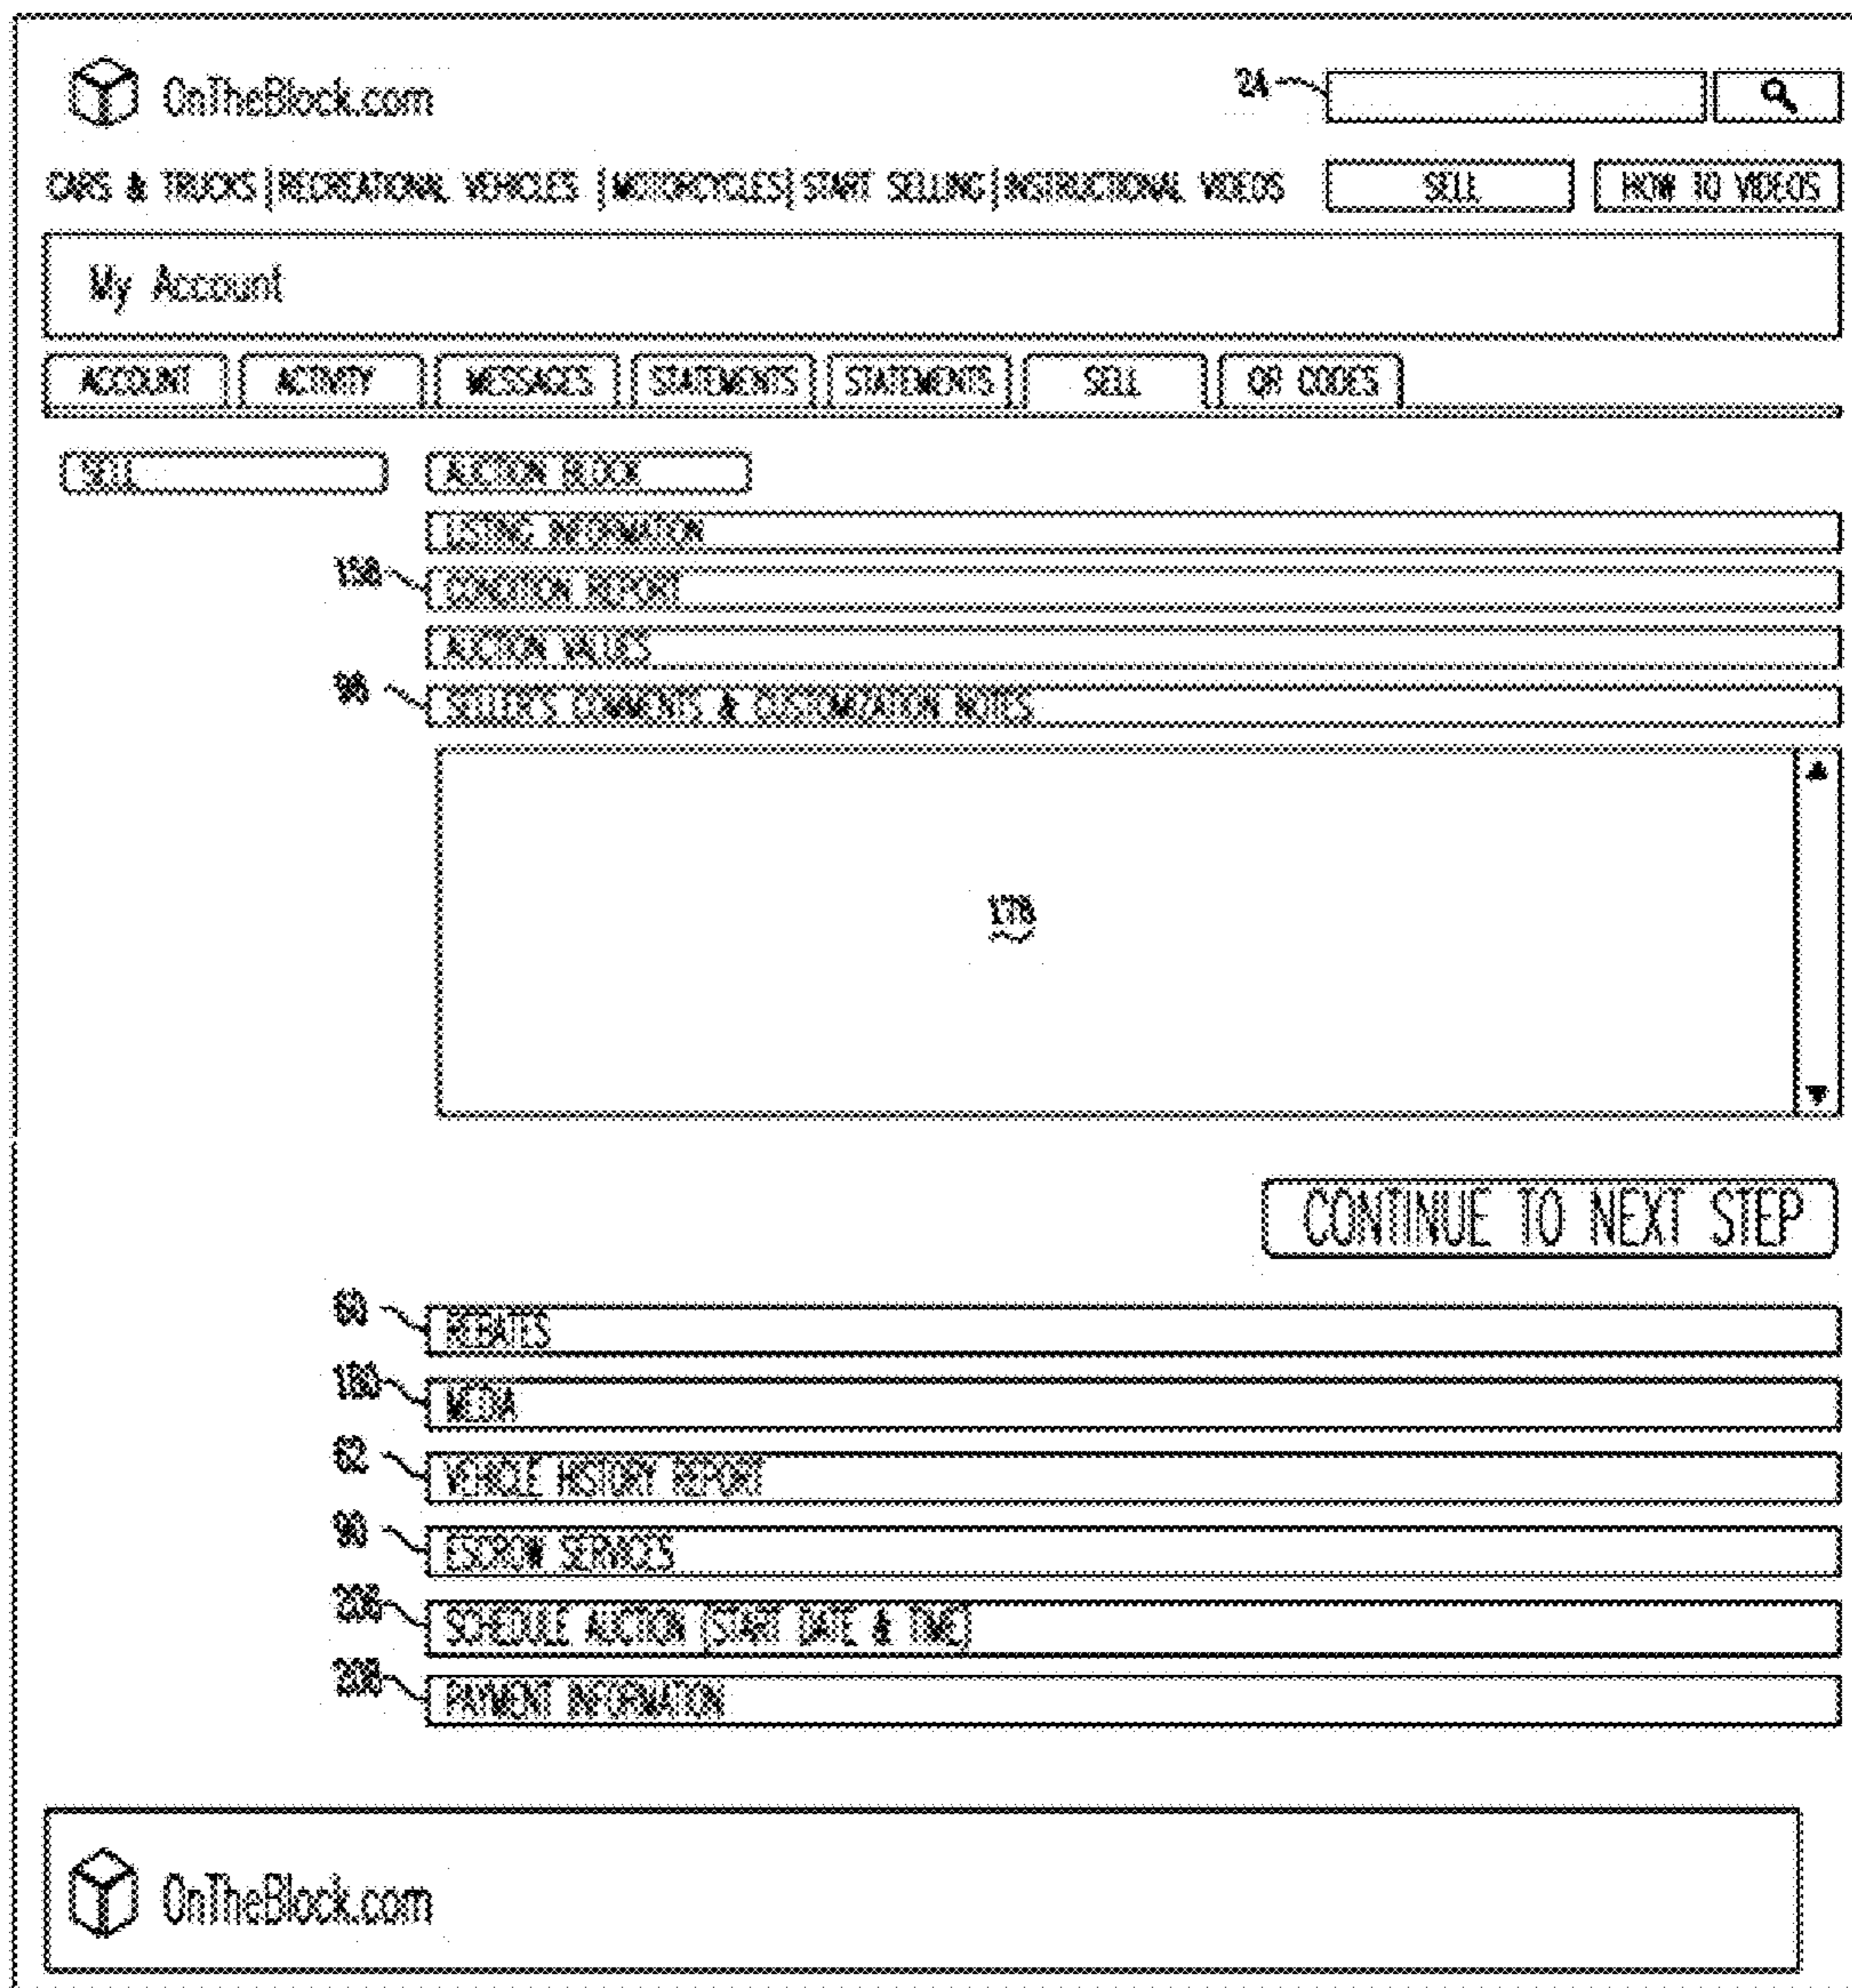 OnTheBlock.com 24
CARS & TRUCKS | RECREATIONAL VEHICLES | MOTORCYCLES | START SELLING | INSTRUCTIONAL VIDEOS SELL HOW TO VIDEOS
My Account
ACCOUNT ACTIVITY MESSAGES STATEMENTS STATEMENTS SELL QR CODES
SELL AUCTION BLOCK
LISTING INFORMATION
CONDITION REPORT
AUCTION VALUES
SELLER'S COMMENTS & CUSTOMIZATION NOTES
178
CONTINUE TO NEXT STEP
REBATES
MEDIA
62 VEHICLE HISTORY REPORT
90 ESCROW SERVICES
SCHEDULE AUCTION [START DATE & TIME]
PAYMENT INFORMATION
OnTheBlock.com